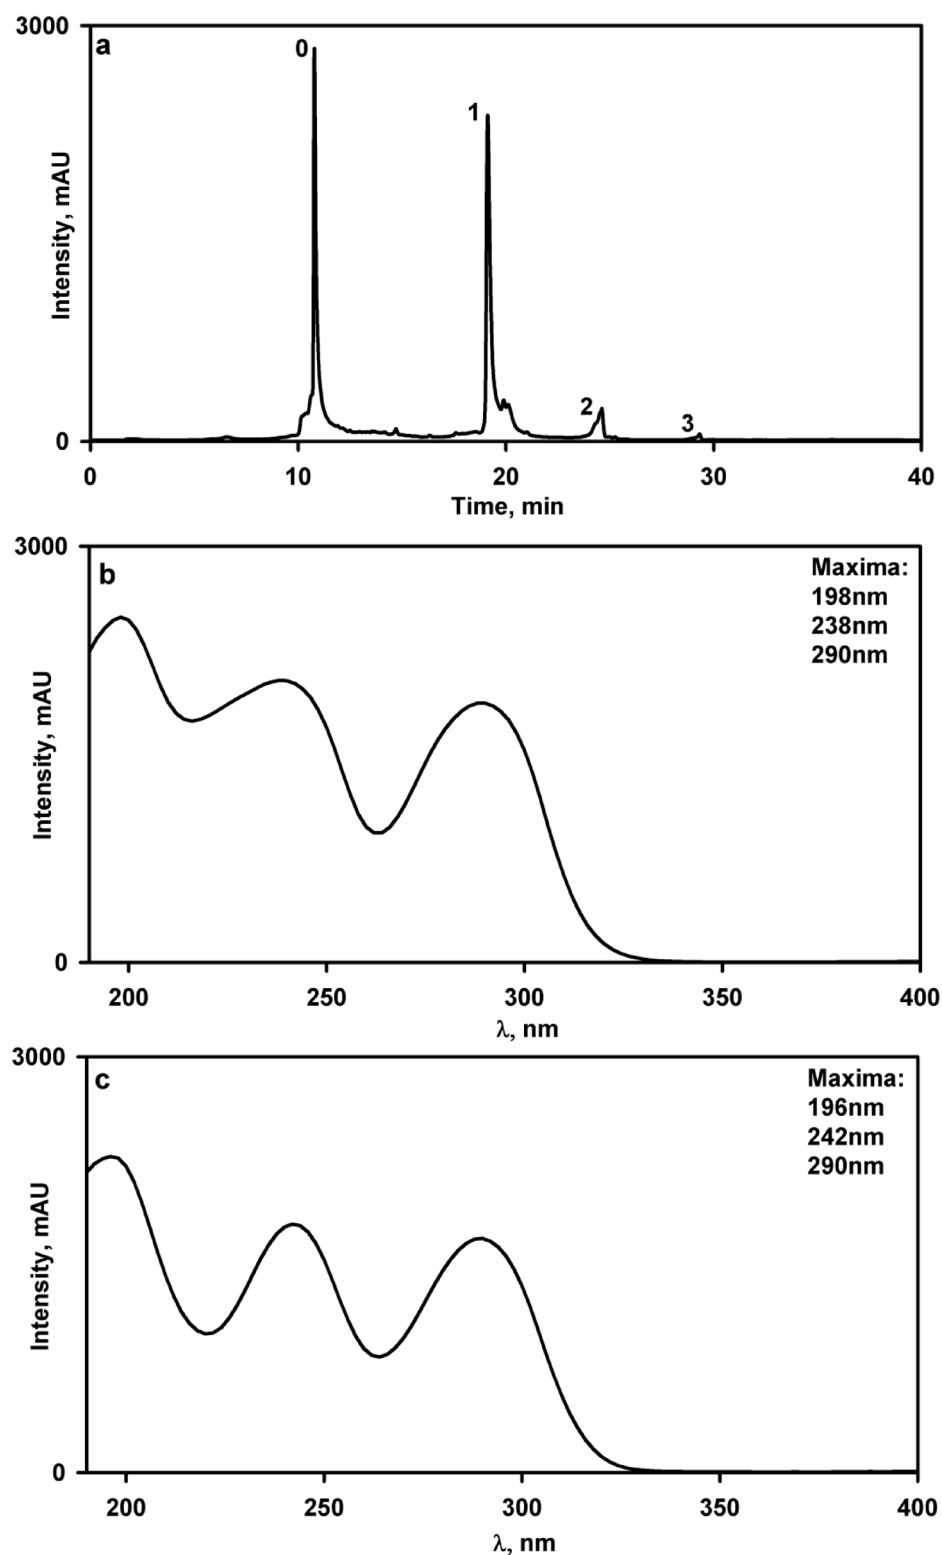 3000
a
0
1
2
3
Intensity, mAU
0
0 10 20 30 40
Time, min
3000
b
Maxima:
198nm
238nm
290nm
Intensity, mAU
0
200 250 300 350 400
λ, nm
3000
c
Maxima:
196nm
242nm
290nm
Intensity, mAU
0
200 250 300 350 400
λ, nm